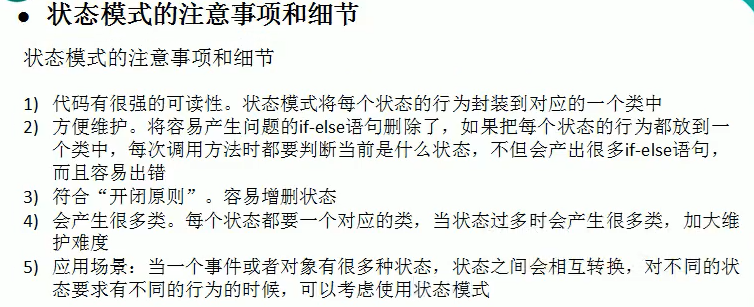 ● 状态模式的注意事项和细节
状态模式的注意事项和细节
1) 代码有很强的可读性。状态模式将每个状态的行为封装到对应的一个类中
2) 方便维护。将容易产生问题的if-else语句删除了，如果把每个状态的行为都放到一
个类中，每次调用方法时都要判断当前是什么状态，不但会产出很多if-else语句，
而且容易出错
3) 符合“开闭原则”。容易增删状态
4) 会产生很多类。每个状态都要一个对应的类，当状态过多时会产生很多类，加大维
护难度
5) 应用场景：当一个事件或者对象有很多种状态，状态之间会相互转换，对不同的状
态要求有不同的行为的时候，可以考虑使用状态模式